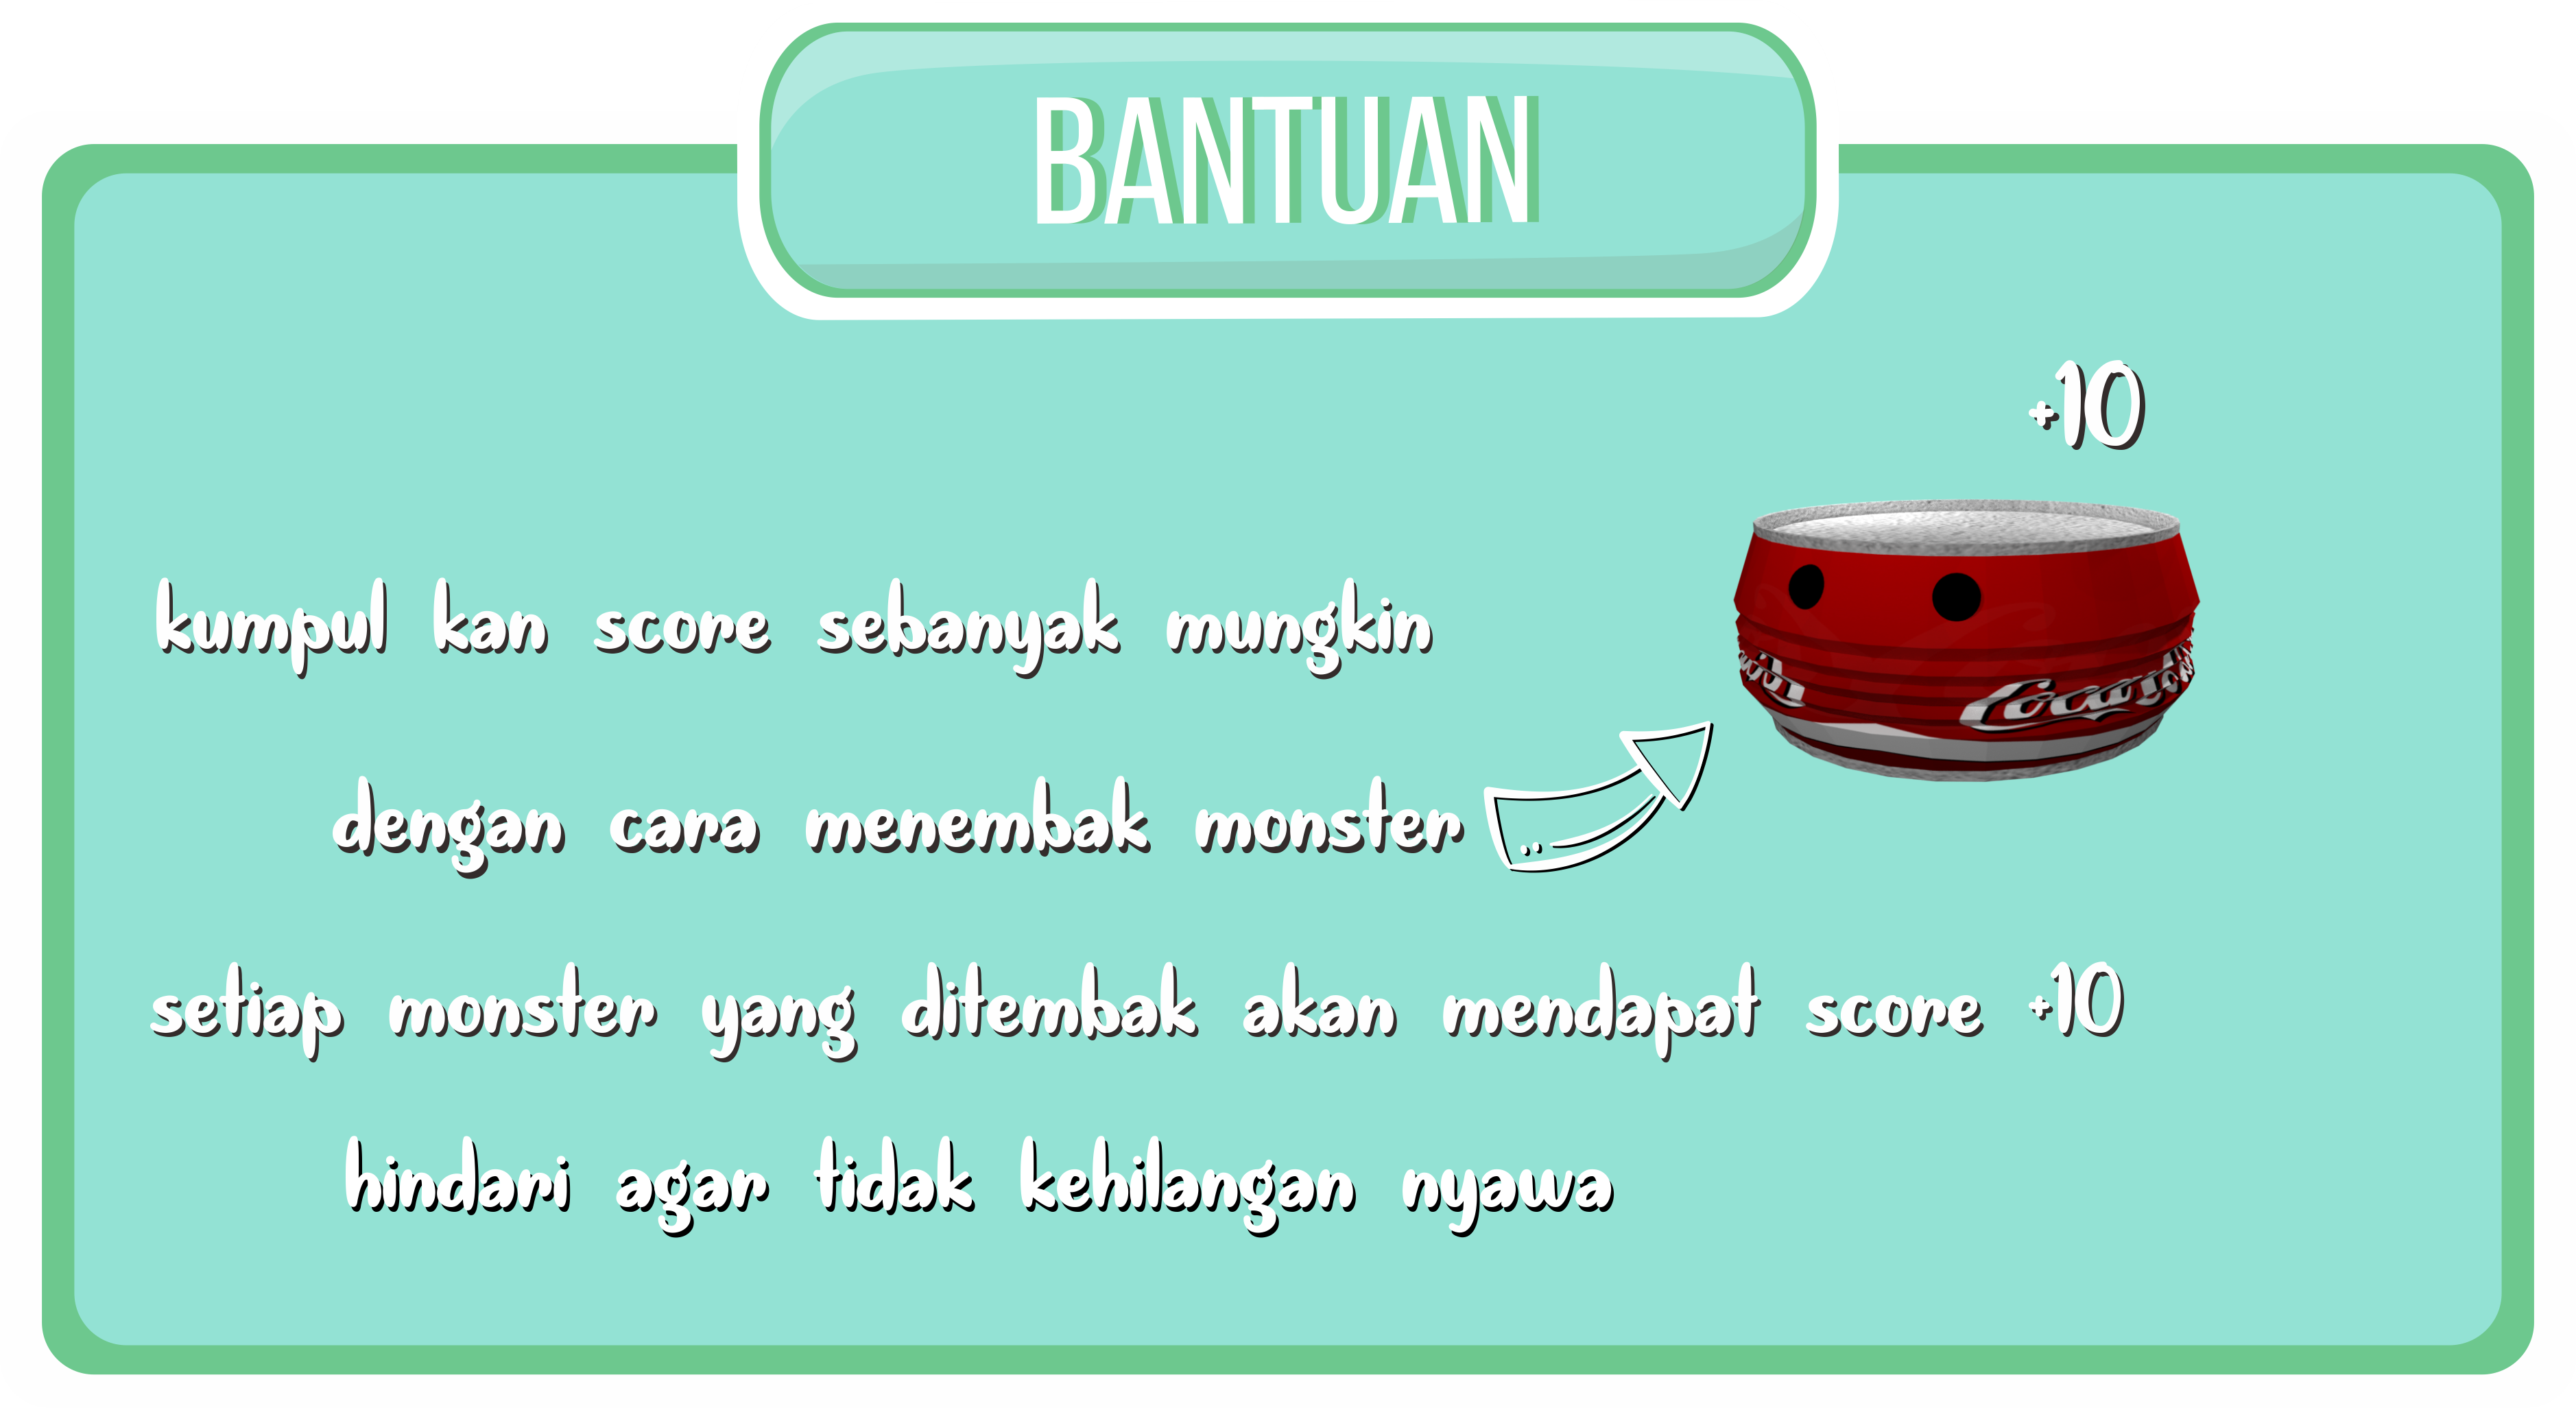 BANTUAN
+10
kumpul kan score sebanyak mungkin
Coca
dengan cara menembak monster
setiap monster yang ditembak akan mendapat score +10
hindari agar tidak kehilangan nyawa